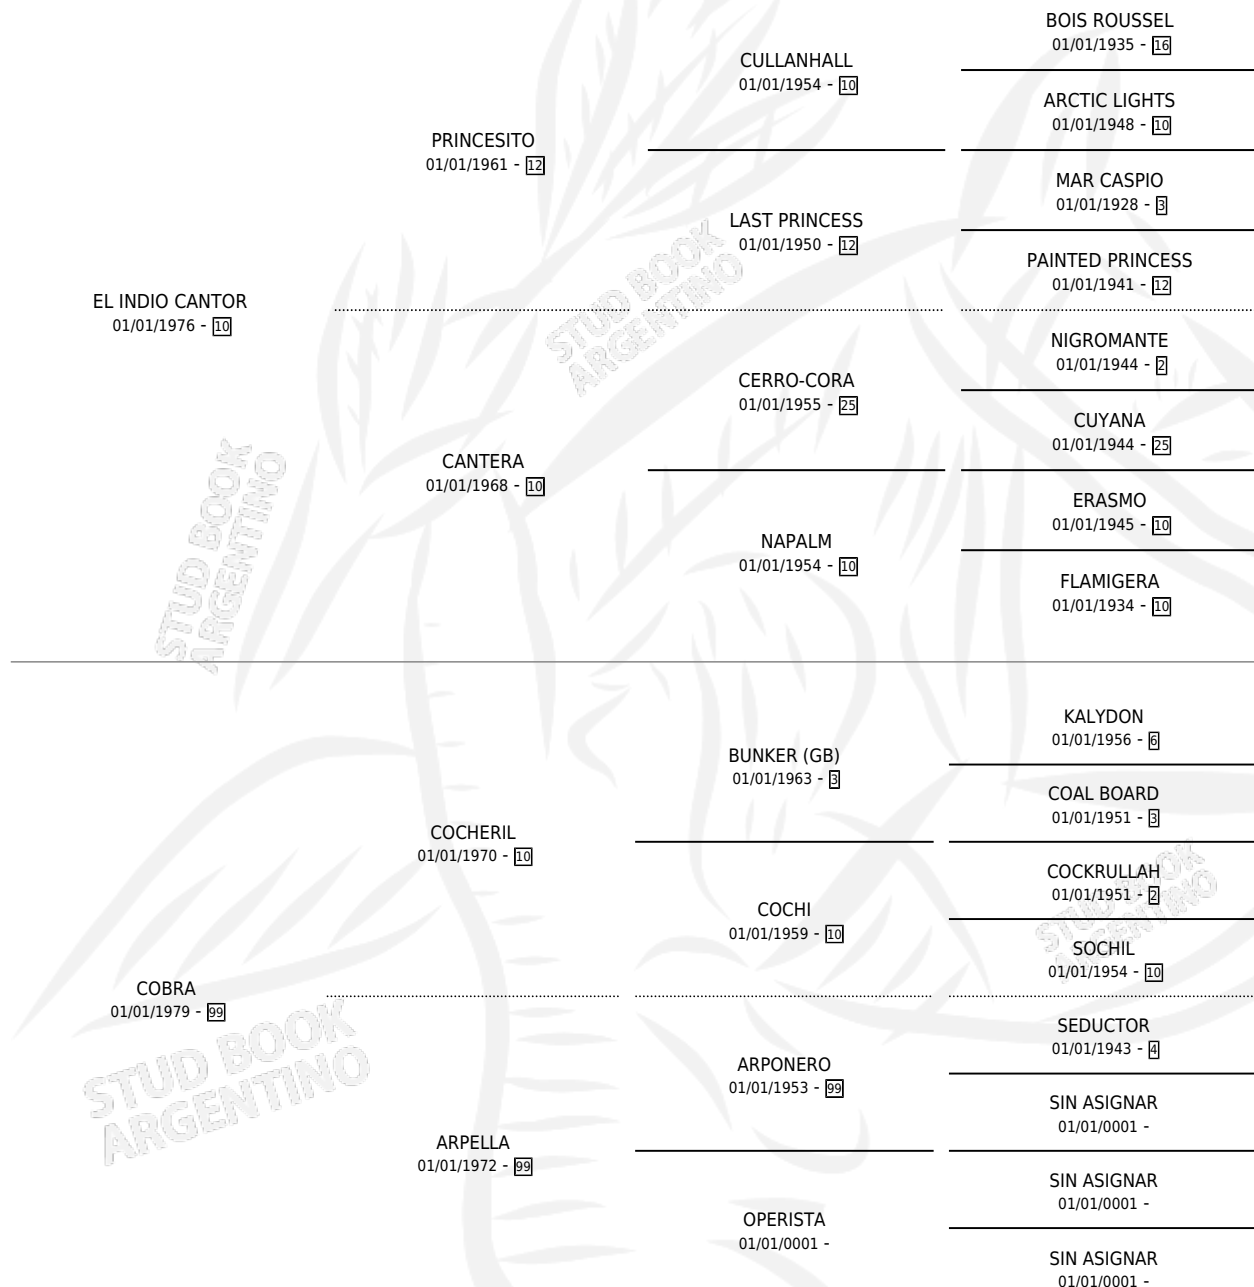 BOIS ROUSSEL
01/01/1935 - 16
CULLANHALL
01/01/1954 - 10
ARCTIC LIGHTS
01/01/1948 - 10
PRINCESITO
01/01/1961 - 12
MAR CASPIO
01/01/1928 - 3
LAST PRINCESS
01/01/1950 - 12
PAINTED PRINCESS
01/01/1941 - 12
EL INDIO CANTOR
01/01/1976 - 10
STUD BOOK
ARGENTINO
NIGROMANTE
01/01/1944 - 2
CERRO-CORA
01/01/1955 - 25
CUYANA
01/01/1944 - 25
CANTERA
01/01/1968 - 10
ERASMO
01/01/1945 - 10
NAPALM
01/01/1954 - 10
FLAMIGERA
01/01/1934 - 10
STUD BOOK
ARGENTINO
KALYDON
01/01/1956 - 6
BUNKER (GB)
01/01/1963 - 3
COAL BOARD
01/01/1951 - 3
COCHERIL
01/01/1970 - 10
COCKRULLAH
01/01/1951 - 2
COCHI
01/01/1959 - 10
SOCHIL
01/01/1954 - 10
STUD BOOK
ARGENTINO
COBRA
01/01/1979 - 99
STUD BOOK
ARGENTINO
SEDUCTOR
01/01/1943 - 4
ARPONERO
01/01/1953 - 99
SIN ASIGNAR
01/01/0001 -
ARPELLA
01/01/1972 - 99
SIN ASIGNAR
01/01/0001 -
OPERISTA
01/01/0001 -
SIN ASIGNAR
01/01/0001 -